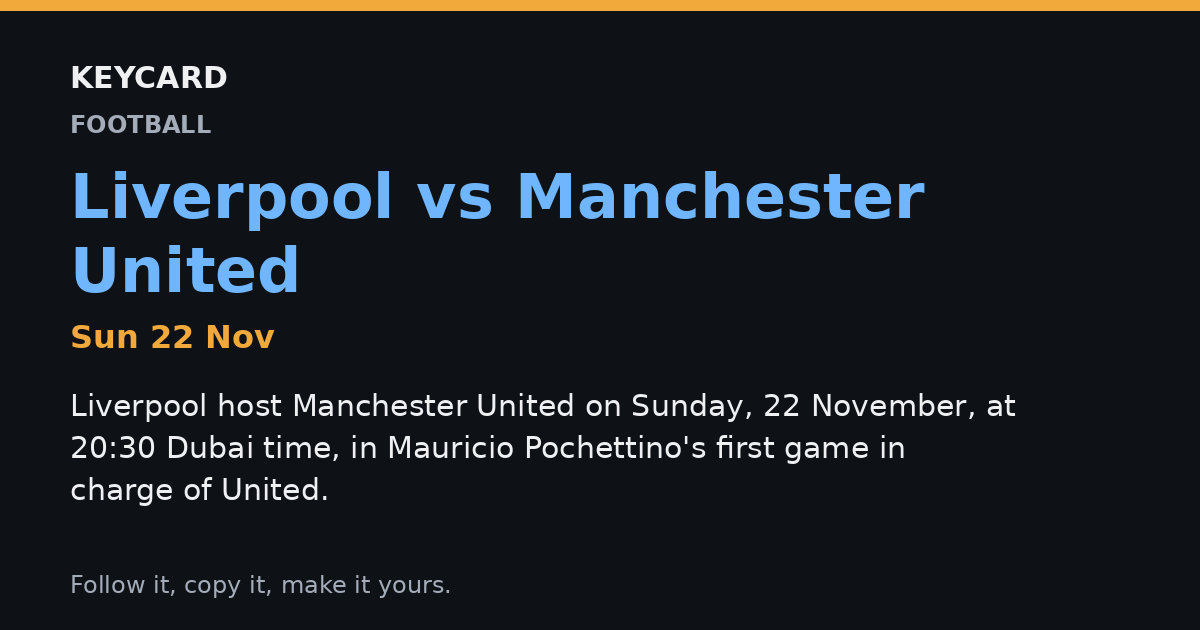 KEYCARD
FOOTBALL
Liverpool vs Manchester
United
Sun 22 Nov
Liverpool host Manchester United on Sunday, 22 November, at
20:30 Dubai time, in Mauricio Pochettino's first game in
charge of United.
Follow it, copy it, make it yours.